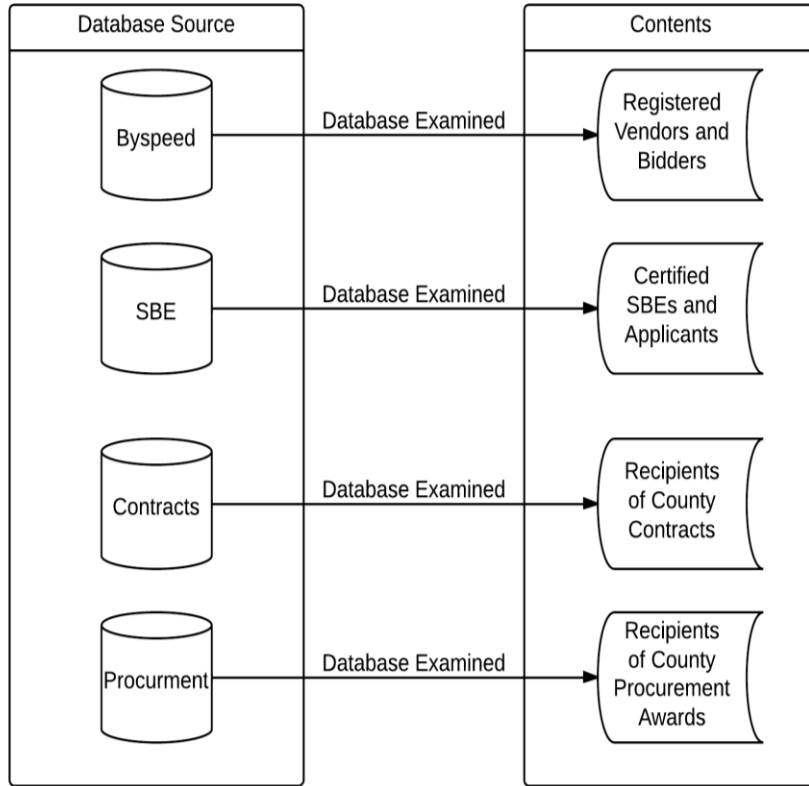 Database Source
Contents
Byspeed
Database Examined
Registered
Vendors and
Bidders
SBE
Database Examined
Certified
SBEs and
Applicants
Contracts
Database Examined
Recipients
of County
Contracts
Procurment
Database Examined
Recipients
of County
Procurement
Awards